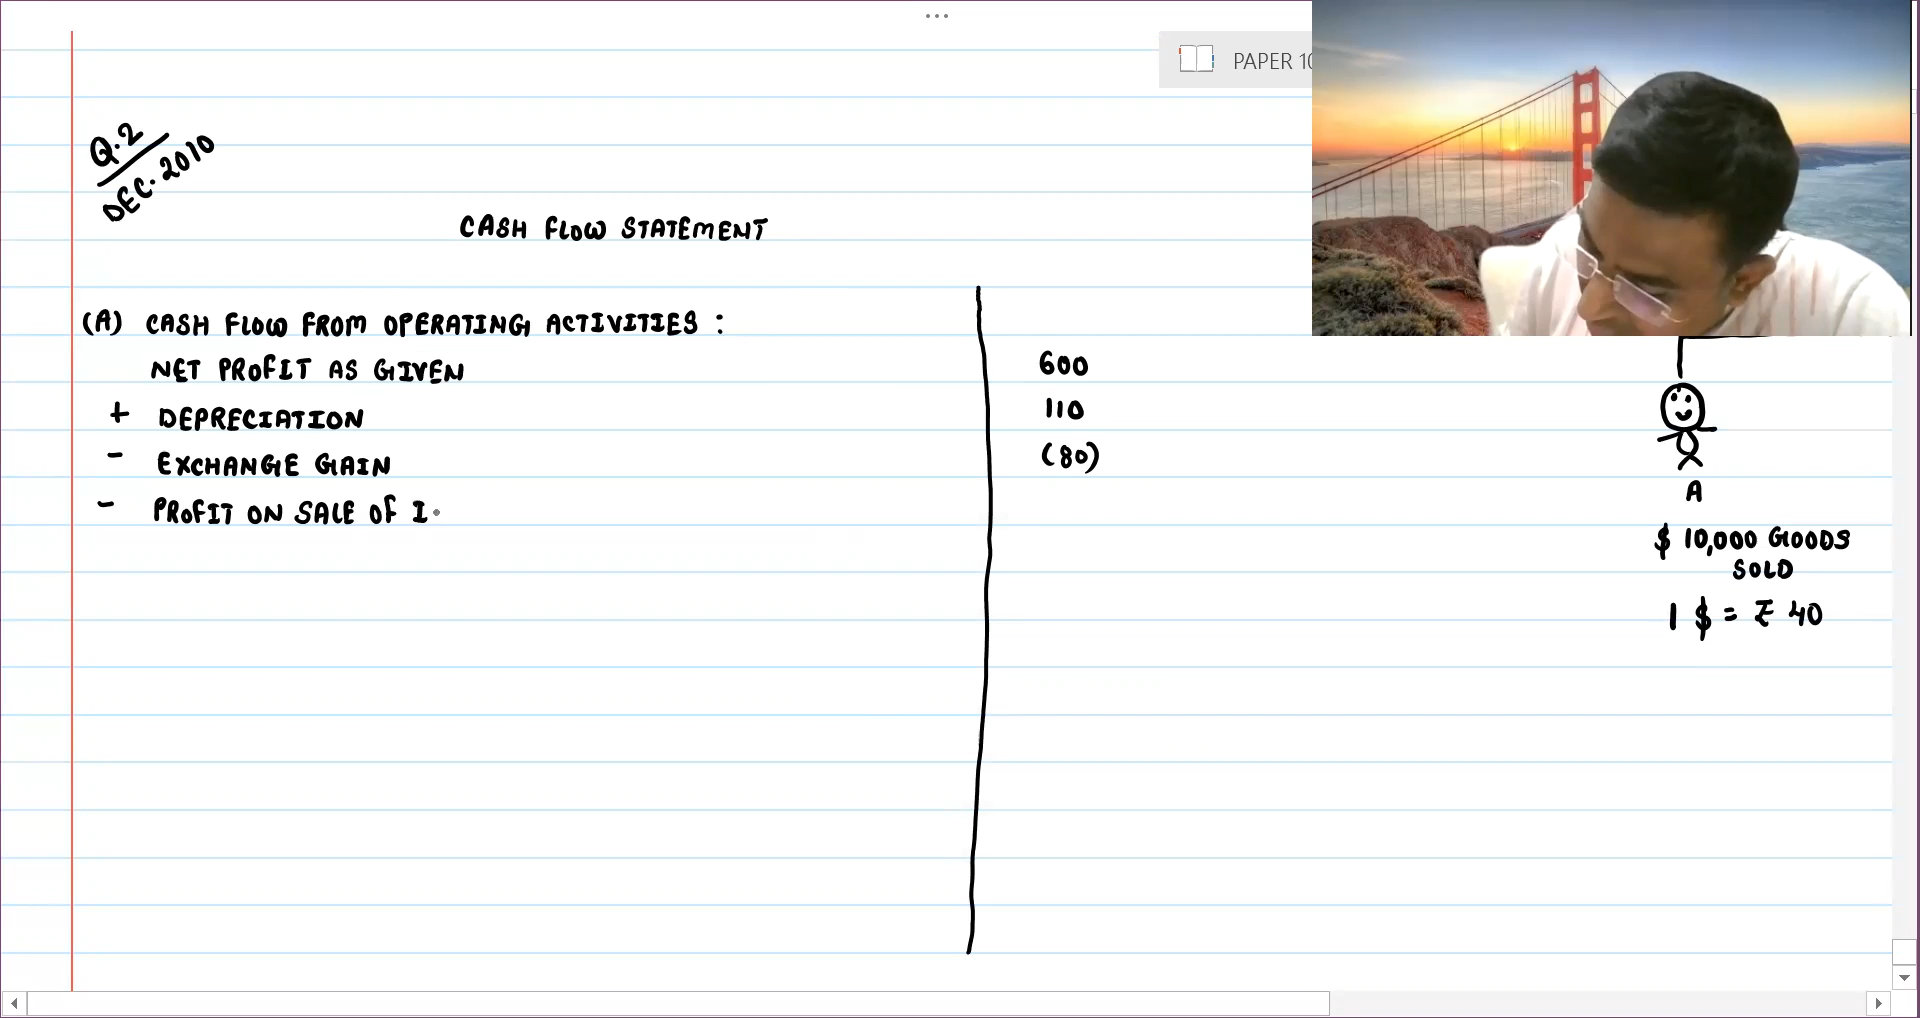 PAPER 10
Q.2
DEC. 2010
CASH FLOW STATEMENT
(A) CASH FLOW FROM OPERATING ACTIVITIES :
NET PROFIT AS GIVEN 600
+ DEPRECIATION 110
- EXCHANGE GAIN (80)
- PROFIT ON SALE OF I
A
$ 10,000 GOODS
SOLD
1 $ = ₹ 40